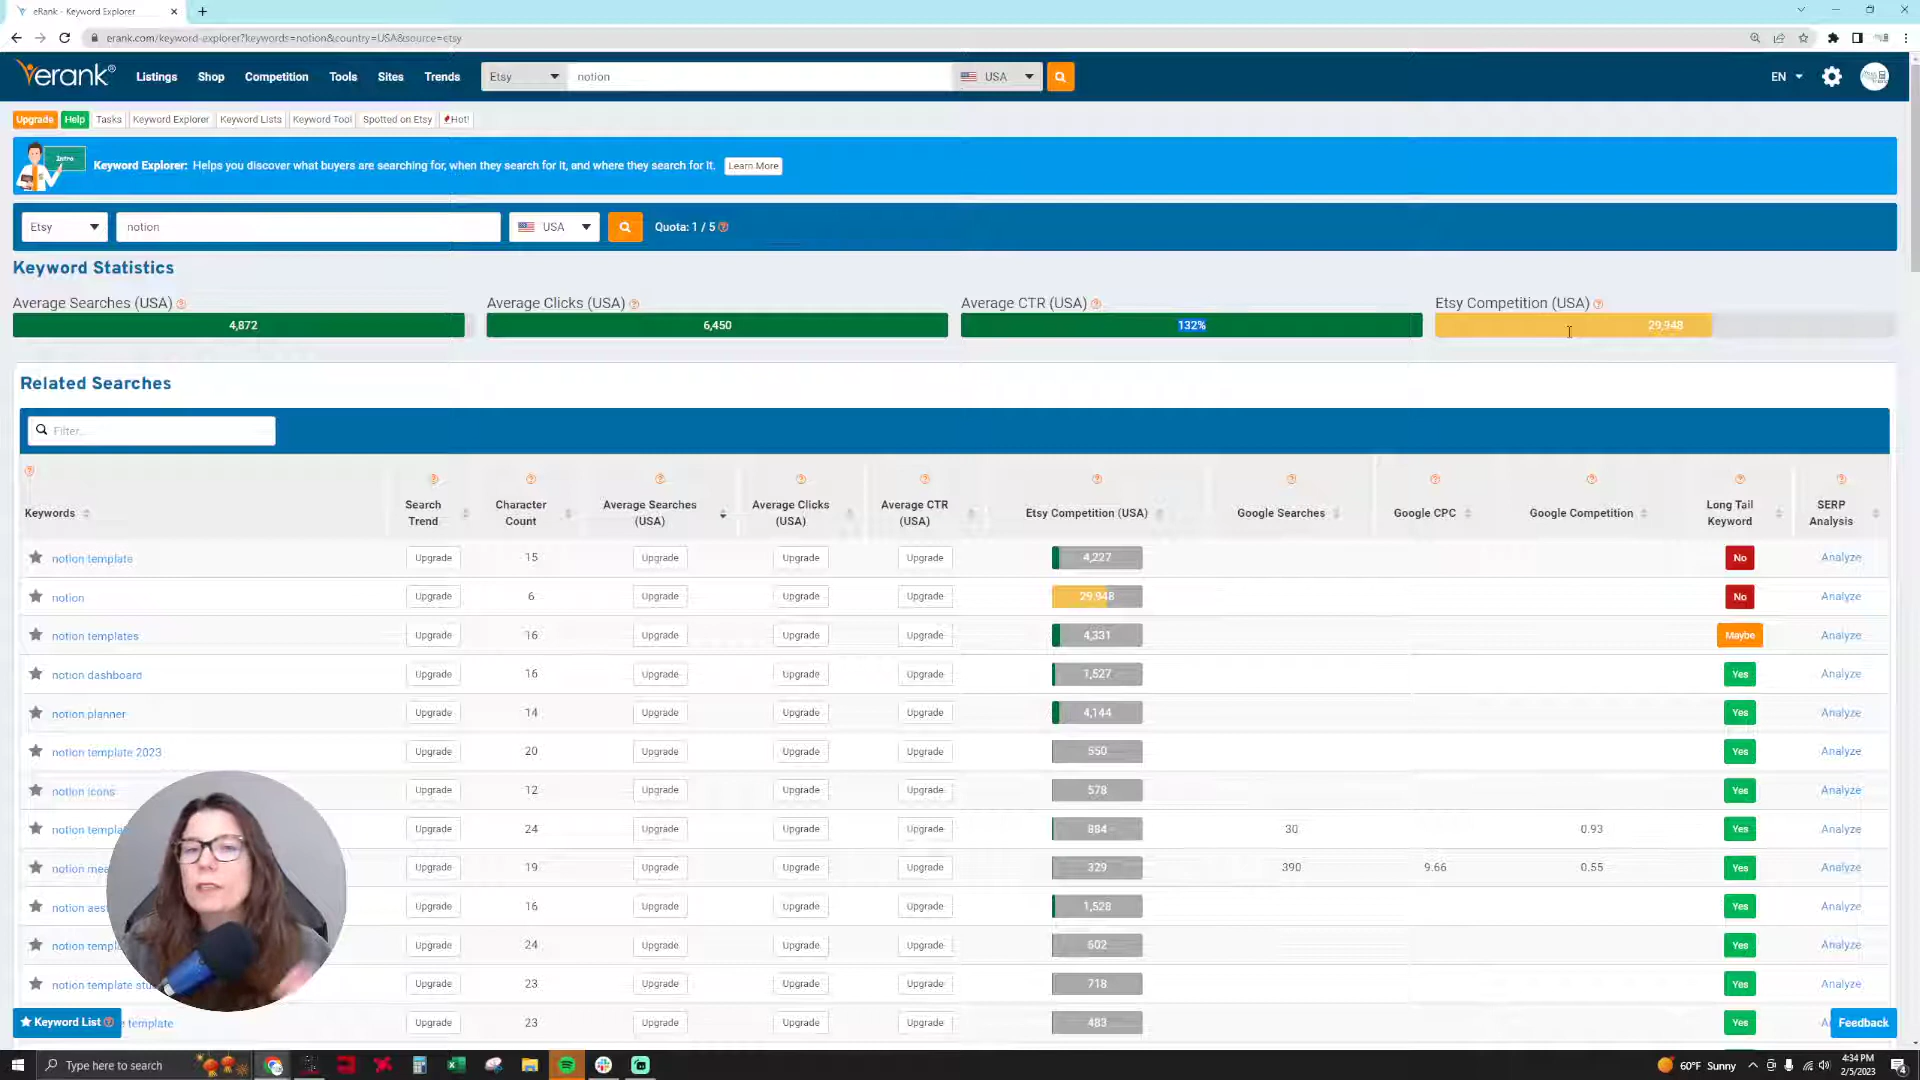 eRank - Keyword Explorer
erank.com/keyword-explorer?keywords=notion&country=USA&source=etsy
erank® Listings Shop Competition Tools Sites Trends Etsy notion USA EN
Upgrade Help Tasks Keyword Explorer Keyword Lists Keyword Tool Spotted on Etsy Hot!
Intro Keyword Explorer: Helps you discover what buyers are searching for, when they search for it, and where they search for it. Learn More
Etsy notion USA Quota: 1 / 5
Keyword Statistics
Average Searches (USA) Average Clicks (USA) Average CTR (USA) Etsy Competition (USA)
4,872 6,450 132% 29,948
Related Searches
Filter...
Keywords Search Trend Character Count Average Searches (USA) Average Clicks (USA) Average CTR (USA) Etsy Competition (USA) Google Searches Google CPC Google Competition Long Tail Keyword SERP Analysis
notion template Upgrade 15 Upgrade Upgrade Upgrade 4,227 No Analyze
notion Upgrade 6 Upgrade Upgrade Upgrade 29,948 No Analyze
notion templates Upgrade 16 Upgrade Upgrade Upgrade 4,331 Maybe Analyze
notion dashboard Upgrade 16 Upgrade Upgrade Upgrade 1,527 Yes Analyze
notion planner Upgrade 14 Upgrade Upgrade Upgrade 4,144 Yes Analyze
notion template 2023 Upgrade 20 Upgrade Upgrade Upgrade 550 Yes Analyze
notion icons Upgrade 12 Upgrade Upgrade Upgrade 578 Yes Analyze
notion templa Upgrade 24 Upgrade Upgrade Upgrade 884 30 0.93 Yes Analyze
notion mea Upgrade 19 Upgrade Upgrade Upgrade 329 390 9.66 0.55 Yes Analyze
notion aest Upgrade 16 Upgrade Upgrade Upgrade 1,528 Yes Analyze
notion templ Upgrade 24 Upgrade Upgrade Upgrade 602 Yes Analyze
notion template stu Upgrade 23 Upgrade Upgrade Upgrade 718 Yes Analyze
Keyword List e template Upgrade 23 Upgrade Upgrade Upgrade 483 Yes A Feedback
Type here to search 60°F Sunny 4:34 PM
2/5/2023